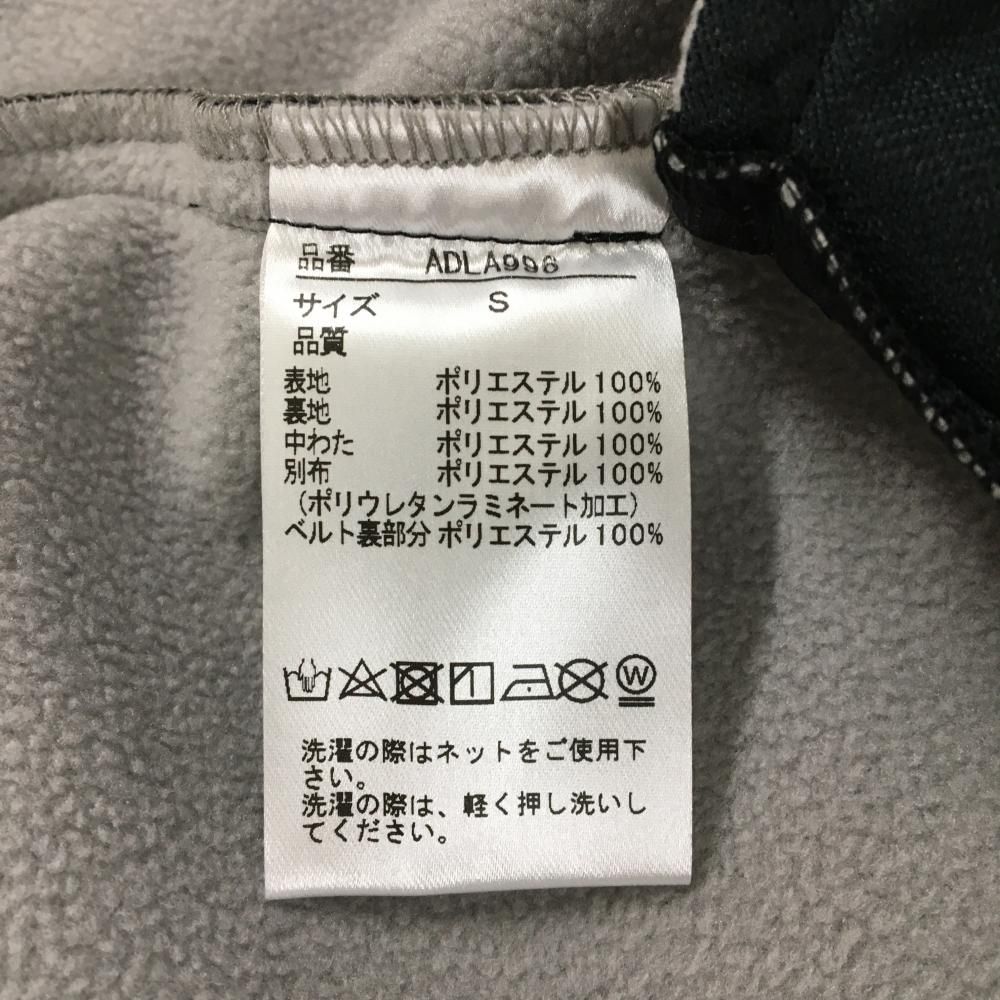 品番 ADLA998
サイズ S
品質
表地 ポリエステル 100%
裏地 ポリエステル 100%
中わた ポリエステル 100%
別布 ポリエステル 100%
(ポリウレタンラミネート加工)
ベルト裏部分 ポリエステル 100%
W
洗濯の際はネットをご使用下
さい。
洗濯の際は、軽く押し洗いし
てください。